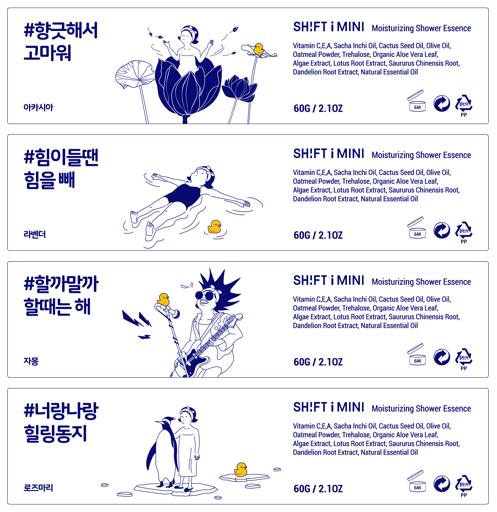 #향긋해서
고마워
아카시아
SH!FT i MINI Moisturizing Shower Essence
Vitamin C,E,A, Sacha Inchi Oil, Cactus Seed Oil, Olive Oil,
Oatmeal Powder, Trehalose, Organic Aloe Vera Leaf,
Algae Extract, Lotus Root Extract, Saururus Chinensis Root,
Dandelion Root Extract, Natural Essential Oil
60G / 2.1OZ
6M
PP
#힘이들땐
힘을 빼
라벤더
SH!FT i MINI Moisturizing Shower Essence
Vitamin C,E,A, Sacha Inchi Oil, Cactus Seed Oil, Olive Oil,
Oatmeal Powder, Trehalose, Organic Aloe Vera Leaf,
Algae Extract, Lotus Root Extract, Saururus Chinensis Root,
Dandelion Root Extract, Natural Essential Oil
60G / 2.1OZ
6M
PP
#할까말까
할때는 해
자몽
SH!FT i MINI Moisturizing Shower Essence
Vitamin C,E,A, Sacha Inchi Oil, Cactus Seed Oil, Olive Oil,
Oatmeal Powder, Trehalose, Organic Aloe Vera Leaf,
Algae Extract, Lotus Root Extract, Saururus Chinensis Root,
Dandelion Root Extract, Natural Essential Oil
60G / 2.1OZ
6M
PP
#너랑나랑
힐링동지
로즈마리
SH!FT i MINI Moisturizing Shower Essence
Vitamin C,E,A, Sacha Inchi Oil, Cactus Seed Oil, Olive Oil,
Oatmeal Powder, Trehalose, Organic Aloe Vera Leaf,
Algae Extract, Lotus Root Extract, Saururus Chinensis Root,
Dandelion Root Extract, Natural Essential Oil
60G / 2.1OZ
6M
PP